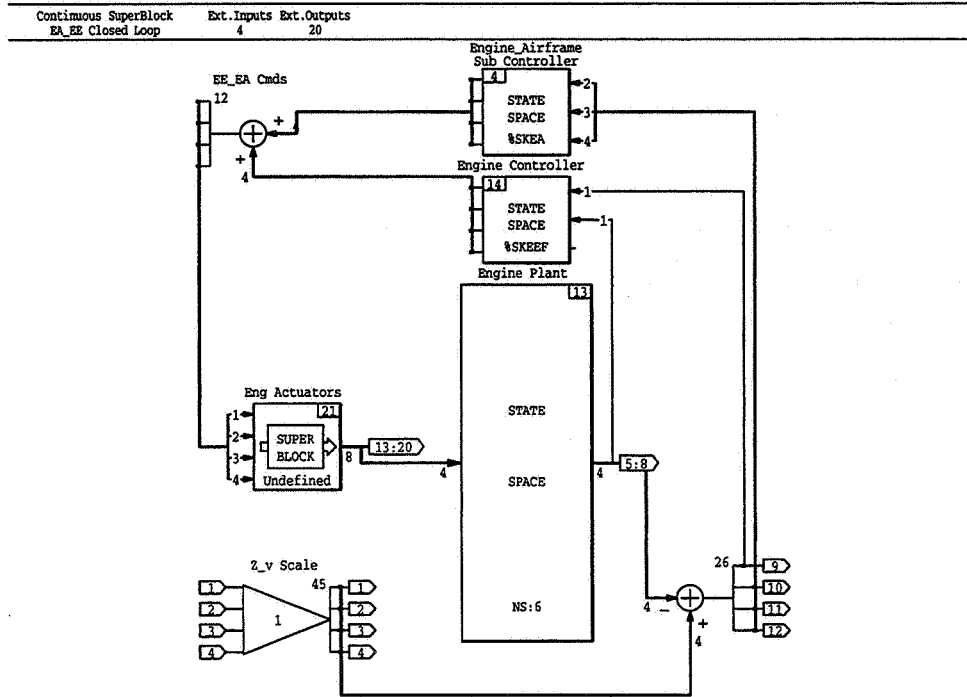 Continuous SuperBlock Ext.Inputs Ext.Outputs
EA_EE Closed Loop 4 20
Engine_Airframe
Sub Controller
EE_EA Cmds
12
4
STATE
SPACE
%SKEA
2
3
4
+
+
4
Engine Controller
14
STATE
SPACE
%SKEEF
1
1
Engine Plant
13
STATE
SPACE
NS:6
Eng Actuators
21
1
2
3
4
SUPER
BLOCK
Undefined
8
13:20
4
4
5:8
Z_v Scale
45
1
2
3
4
1
1
2
3
4
4
-
+
4
26
9
10
11
12